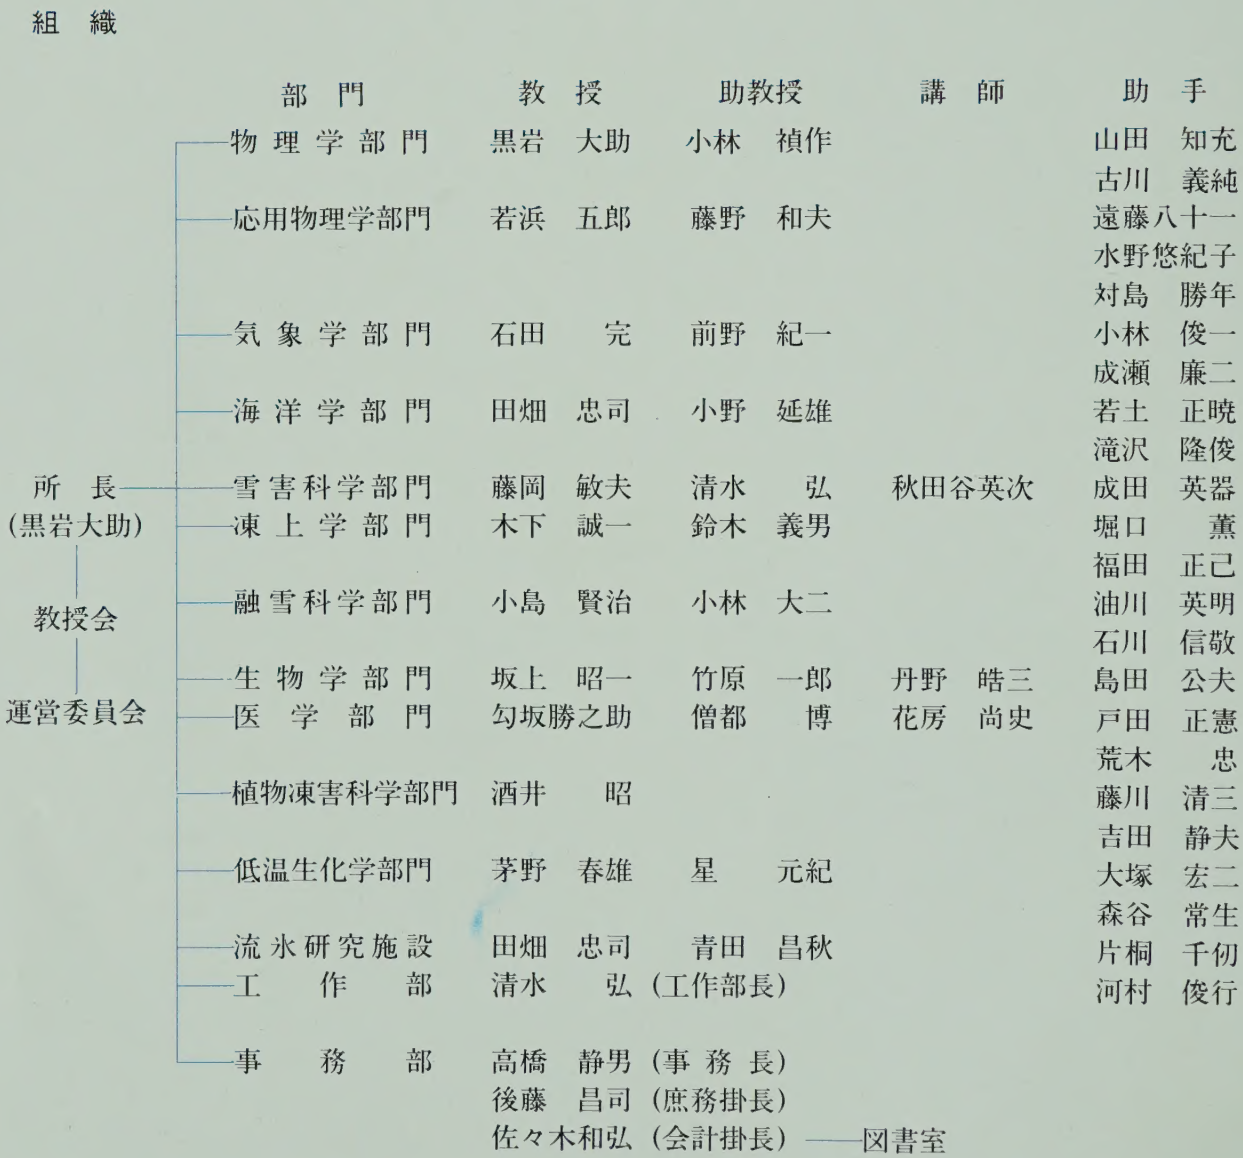 組 織
部 門 教 授 助教授 講 師 助 手
物理学部門 黒岩 大助 小林 禎作 山田 知充
古川 義純
応用物理学部門 若浜 五郎 藤野 和夫 遠藤八十一
水野悠紀子
対島 勝年
気象学部門 石田 完 前野 紀一 小林 俊一
成瀬 廉二
海洋学部門 田畑 忠司 小野 延雄 若土 正暁
滝沢 隆俊
所 長 雪害科学部門 藤岡 敏夫 清水 弘 秋田谷英次 成田 英器
(黒岩大助) 凍上学部門 木下 誠一 鈴木 義男 堀口 薫
福田 正己
教授会 融雪科学部門 小島 賢治 小林 大二 油川 英明
石川 信敬
生物学部門 坂上 昭一 竹原 一郎 丹野 皓三 島田 公夫
運営委員会 医学部門 勾坂勝之助 僧都 博 花房 尚史 戸田 正憲
荒木 忠
植物凍害科学部門 酒井 昭 藤川 清三
吉田 静夫
低温生化学部門 茅野 春雄 星 元紀 大塚 宏二
森谷 常生
流氷研究施設 田畑 忠司 青田 昌秋 片桐 千仭
工作部 清水 弘 (工作部長) 河村 俊行
事務部 高橋 静男 (事務長)
後藤 昌司 (庶務掛長)
佐々木和弘 (会計掛長) 図書室